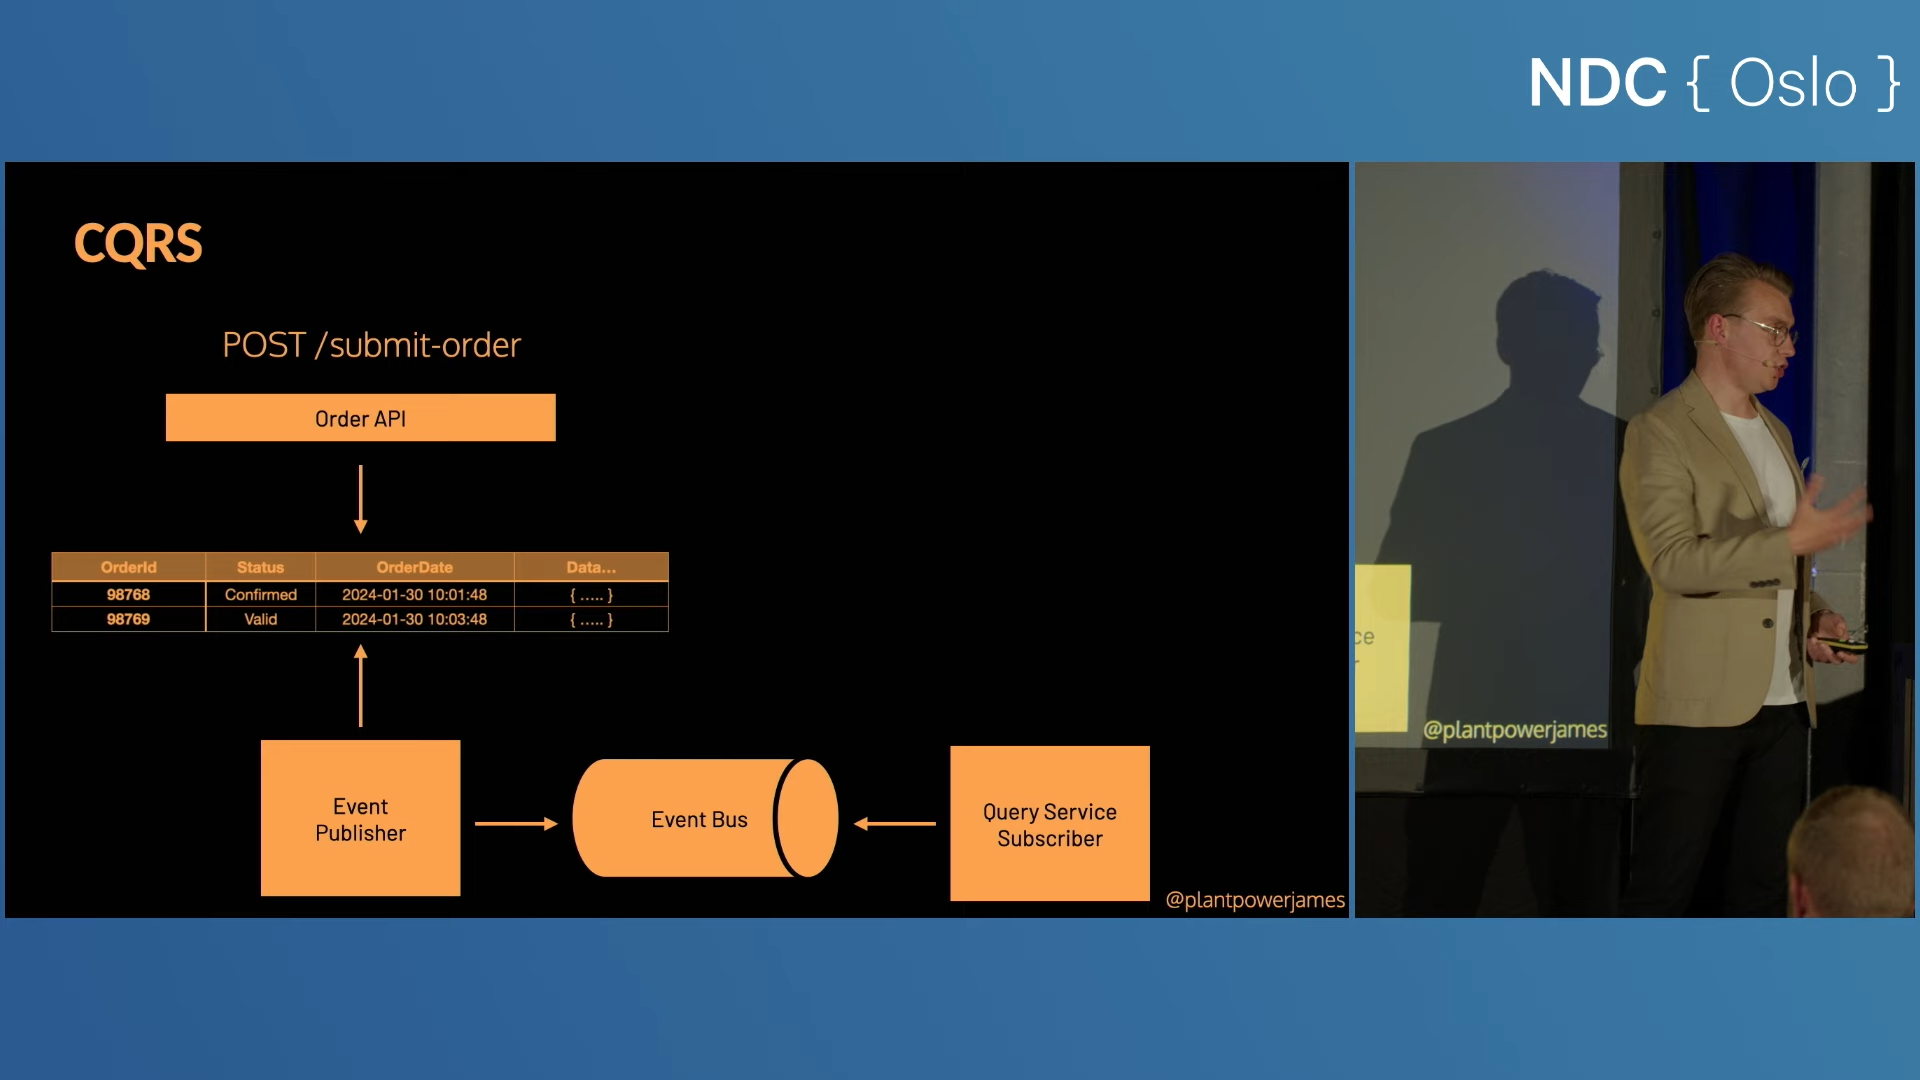 NDC { Oslo }
CQRS
POST /submit-order
Order API
OrderId Status OrderDate Data...
98768 Confirmed 2024-01-30 10:01:48 { ..... }
98769 Valid 2024-01-30 10:03:48 { ..... }
Event
Publisher
Event Bus
Query Service
Subscriber
@plantpowerjames
ce
r
@plantpowerjames